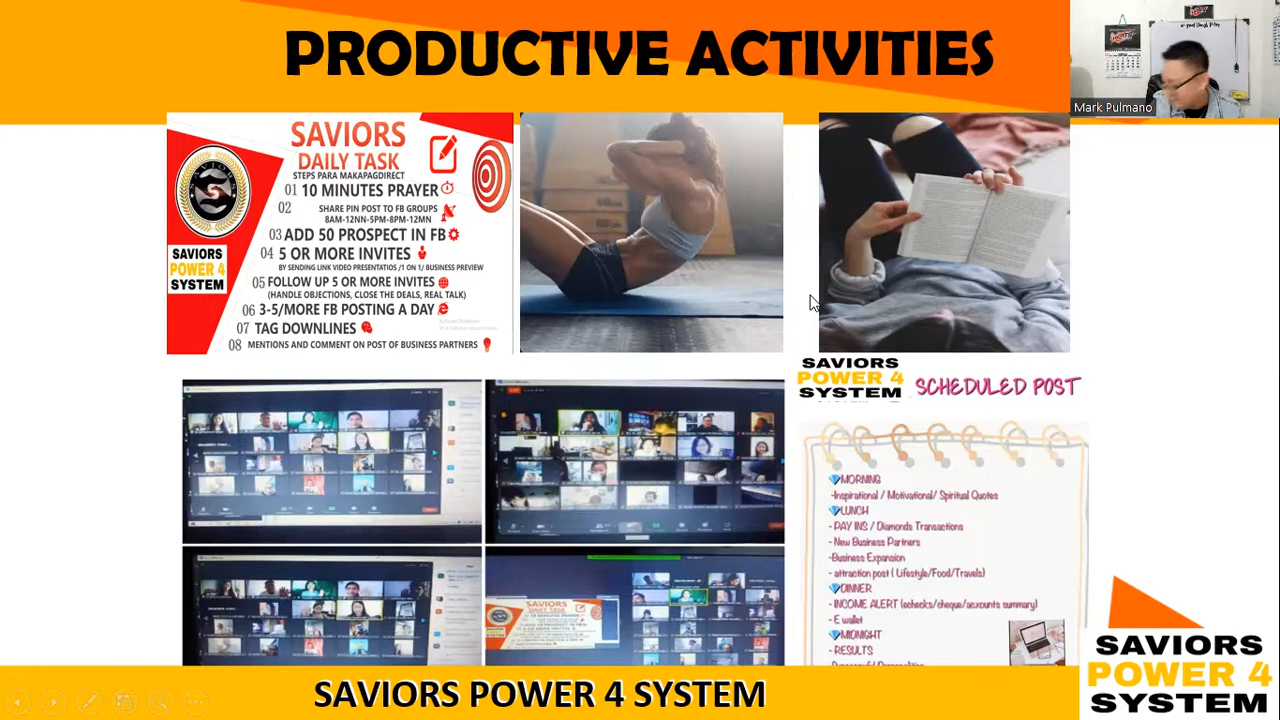 PRODUCTIVE ACTIVITIES
Mark Pulmano
SAVIORS
DAILY TASK
STEPS PARA MAKAPAGDIRECT
01 10 MINUTES PRAYER
02 SHARE PIN POST TO FB GROUPS
8AM-12NN-5PM-8PM-12MN
03 ADD 50 PROSPECT IN FB
04 5 OR MORE INVITES
BY SENDING LINK VIDEO PRESENTATIOS /1 ON 1/ BUSINESS PREVIEW
05 FOLLOW UP 5 OR MORE INVITES
(HANDLE OBJECTIONS, CLOSE THE DEALS, REAL TALK)
06 3-5/MORE FB POSTING A DAY
07 TAG DOWNLINES
08 MENTIONS AND COMMENT ON POST OF BUSINESS PARTNERS
SAVIORS
POWER 4
SYSTEM
SAVIORS
POWER 4
SYSTEM
SCHEDULED POST
MORNING
-Inspirational / Motivational/ Spiritual Quotes
LUNCH
- PAY INS / Diamonds Transactions
- New Business Partners
-Business Expansion
- attraction post ( Lifestyle/Food/Travels)
DINNER
- INCOME ALERT (echecks/cheque/accounts summary)
- E wallet
MIDNIGHT
- RESULTS
SAVIORS
DAILY TASK
SAVIORS POWER 4 SYSTEM
SAVIORS
POWER 4
SYSTEM